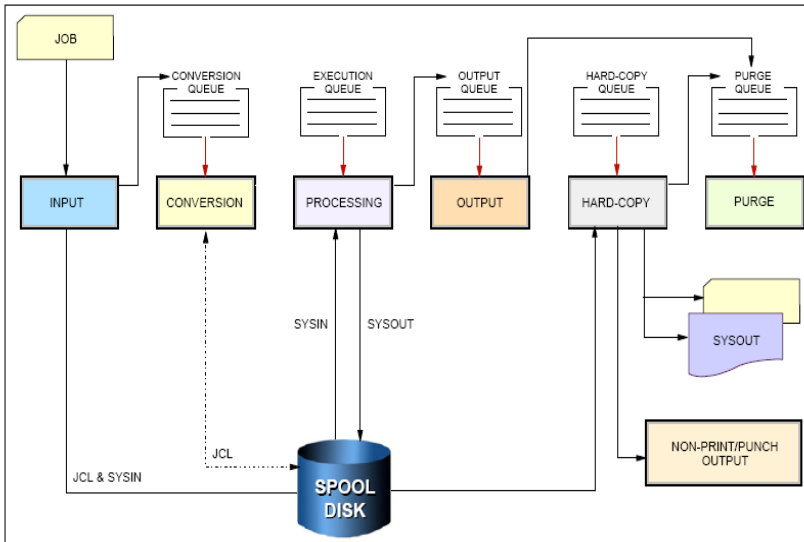 JOB
CONVERSION
QUEUE
EXECUTION
QUEUE
OUTPUT
QUEUE
HARD-COPY
QUEUE
PURGE
QUEUE
INPUT
CONVERSION
PROCESSING
OUTPUT
HARD-COPY
PURGE
SYSIN
SYSOUT
SYSOUT
JCL
JCL & SYSIN
SPOOL
DISK
NON-PRINT/PUNCH
OUTPUT